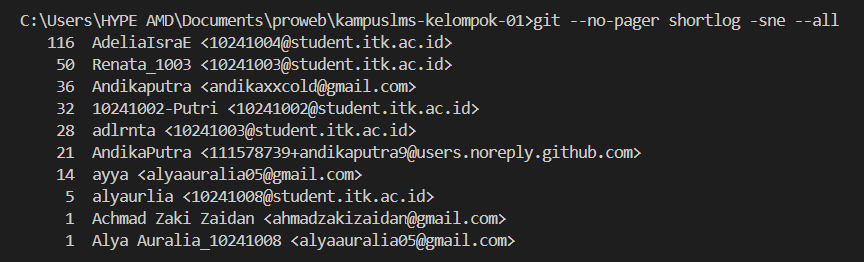 C:\Users\HYPE AMD\Documents\proweb\kampuslms-kelompok-01>git --no-pager shortlog -sne --all
116 AdeliaIsraE <10241004@student.itk.ac.id>
50 Renata_1003 <10241003@student.itk.ac.id>
36 Andikaputra <andikaxxcold@gmail.com>
32 10241002-Putri <10241002@student.itk.ac.id>
28 adlrnta <10241003@student.itk.ac.id>
21 AndikaPutra <111578739+andikaputra9@users.noreply.github.com>
14 ayya <alyaauralia05@gmail.com>
5 alyaurlia <10241008@student.itk.ac.id>
1 Achmad Zaki Zaidan <ahmadzakizaidan@gmail.com>
1 Alya Auralia_10241008 <alyaauralia05@gmail.com>